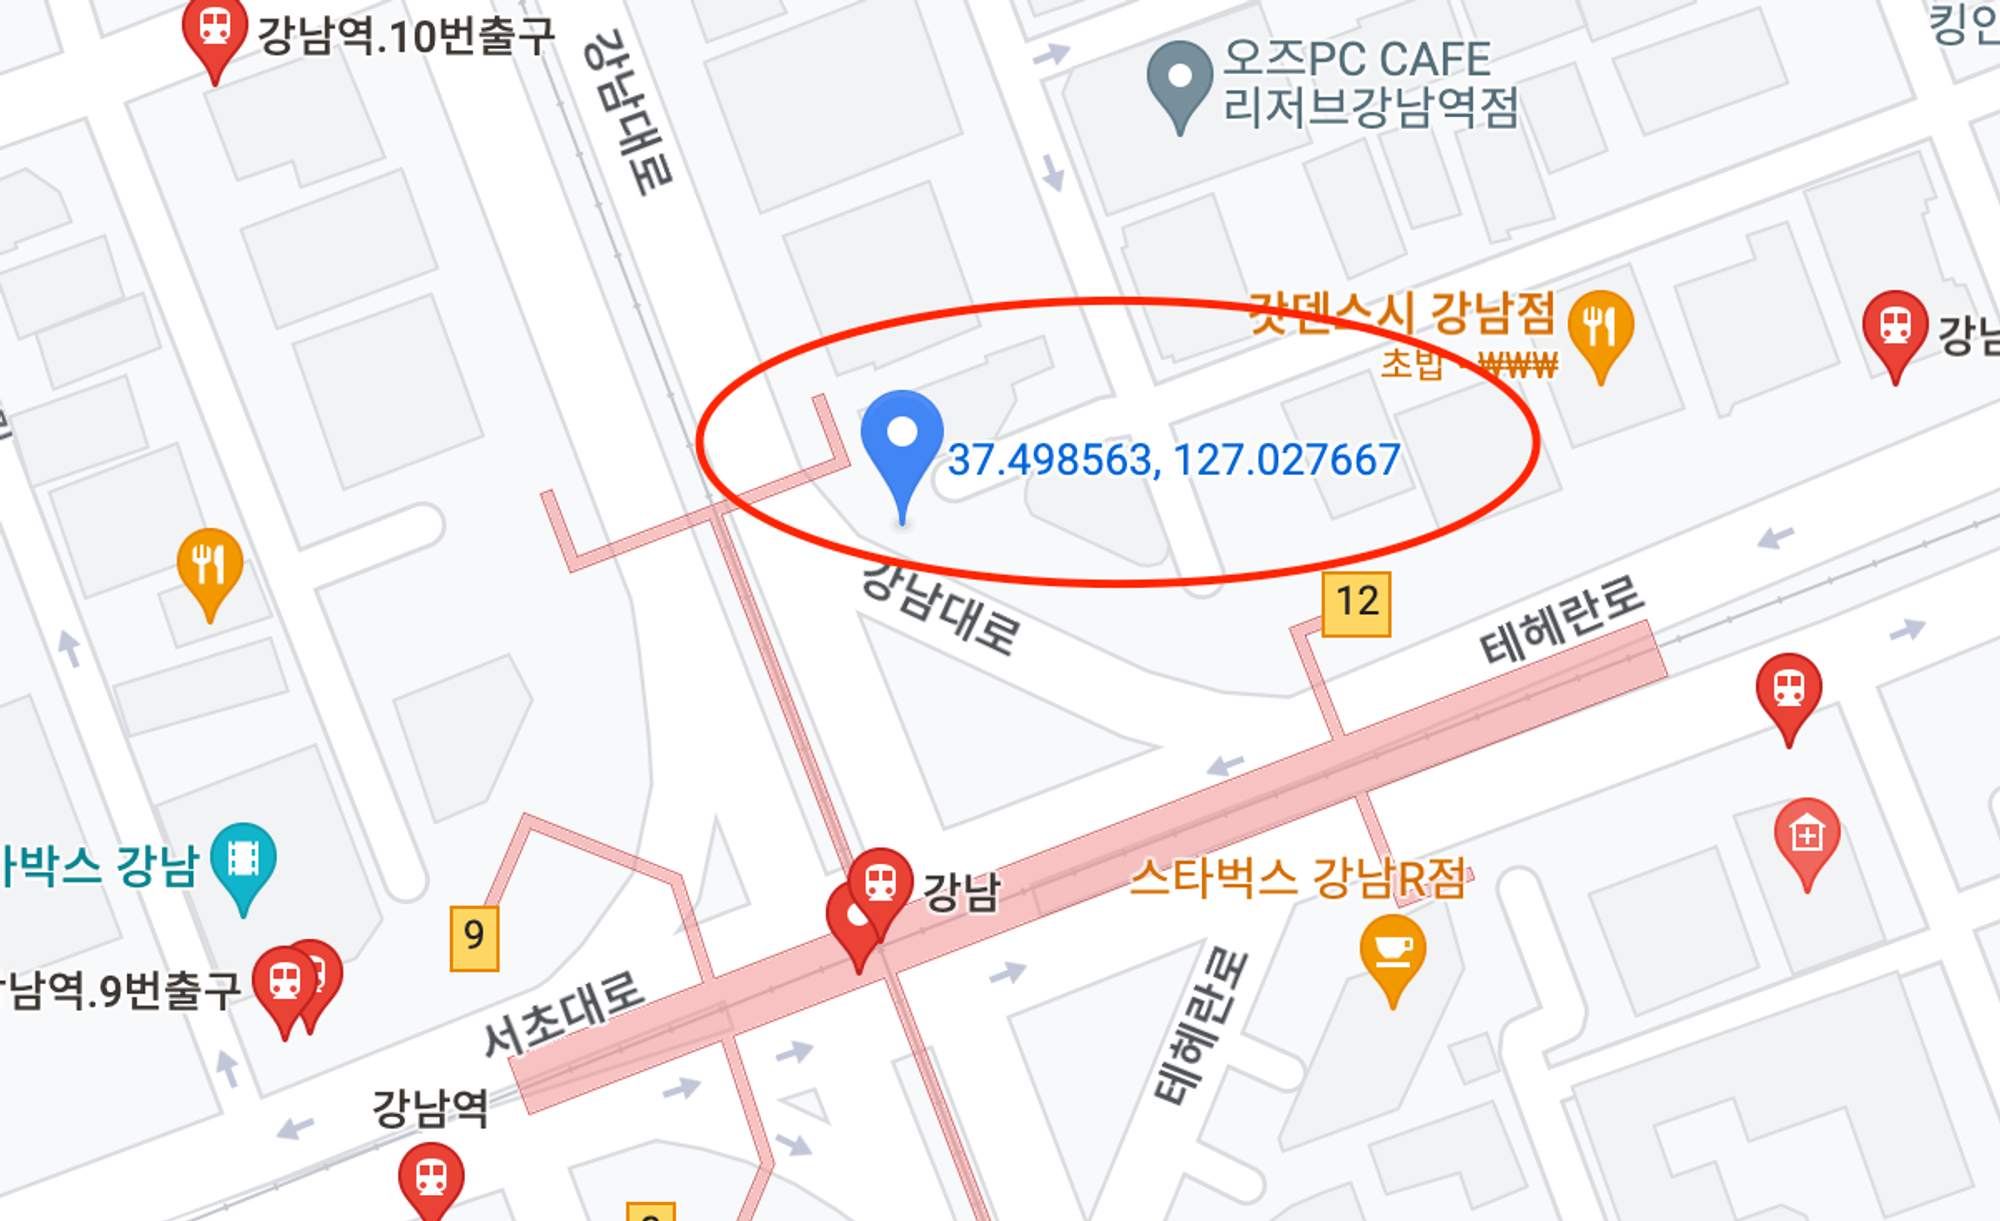 강남역.10번출구
강남대로
오즈PC CAFE
리저브강남역점
갓덴스시 강남점
초밥 · ₩₩₩
37.498563, 127.027667
강남대로
12
테헤란로
박스 강남
9
강남
스타벅스 강남R점
남역.9번출구
서초대로
테헤란로
강남역